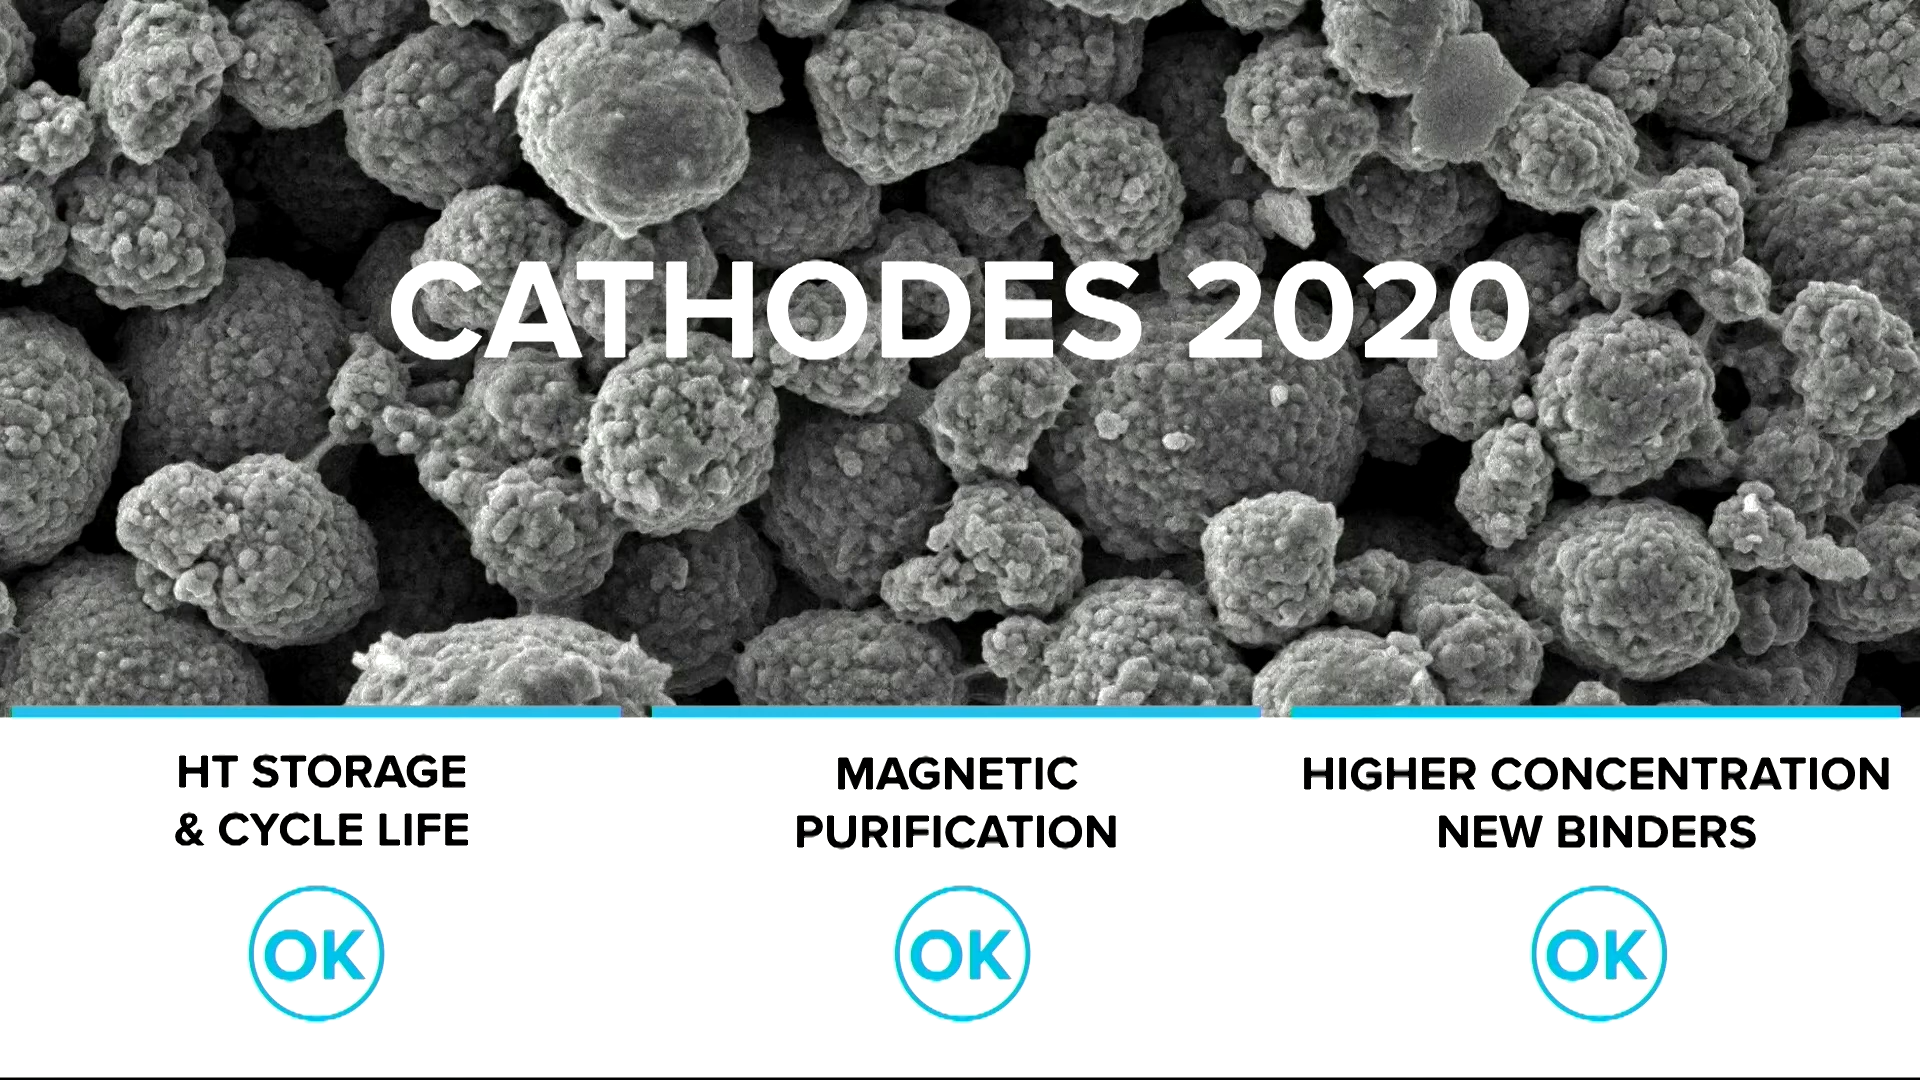 CATHODES 2020
HT STORAGE
& CYCLE LIFE
OK
MAGNETIC
PURIFICATION
OK
HIGHER CONCENTRATION
NEW BINDERS
OK